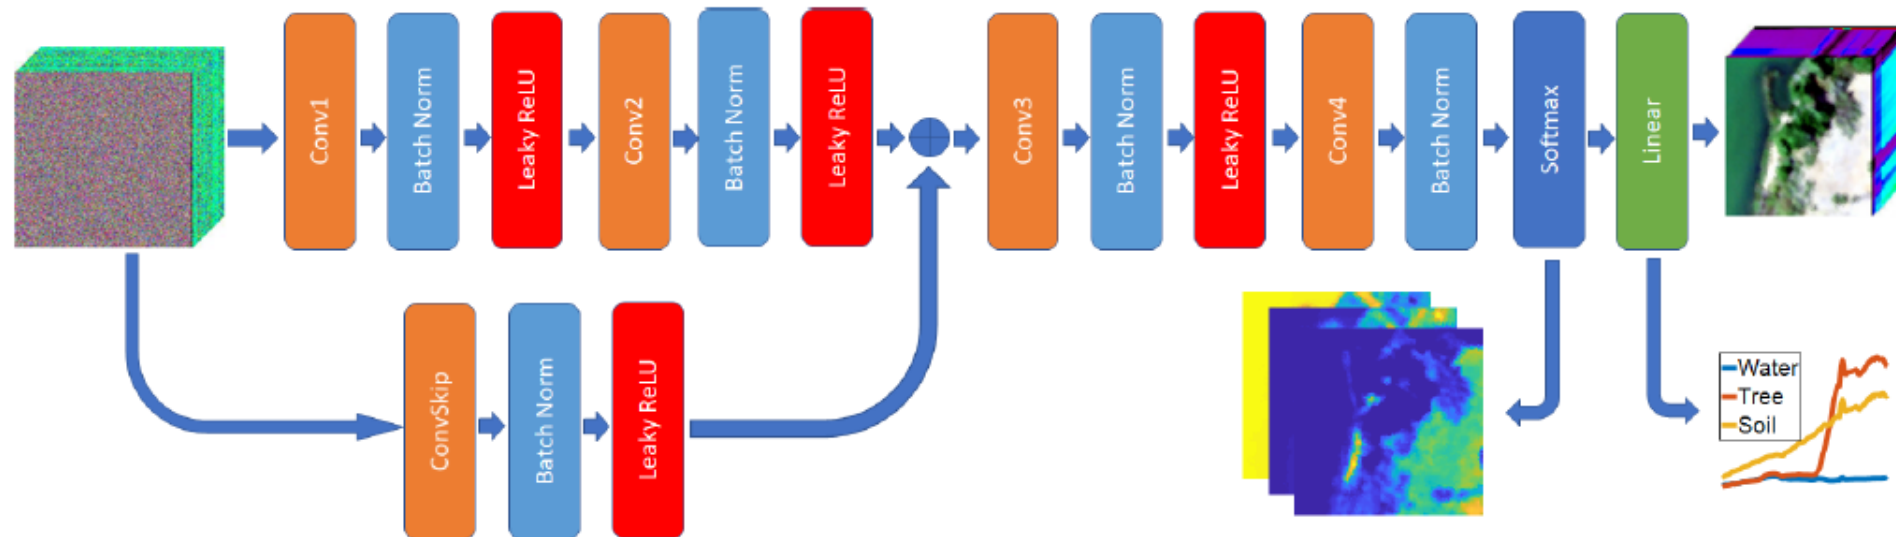 Conv1
Batch Norm
Leaky ReLU
Conv2
Batch Norm
Leaky ReLU
Conv3
Batch Norm
Leaky ReLU
Conv4
Batch Norm
Softmax
Linear
ConvSkip
Batch Norm
Leaky ReLU
Water
Tree
Soil